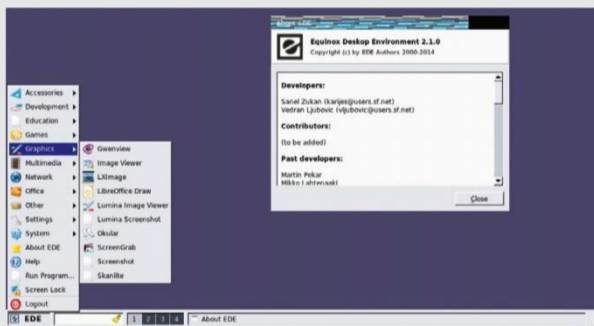 About EDE
Equinox Deskop Environment 2.1.0
Copyright (c) by EDE Authors 2000-2014
Developers:
Sanel Zukan (karijes@users.sf.net)
Vedran Ljubovic (vljubovic@users.sf.net)
Contributors:
(to be added)
Past developers:
Martin Pekar
Mikko Lahtenaaki
Close
Accessories
Development
Education
Games
Graphics
Multimedia
Network
Office
Other
Settings
System
About EDE
Help
Run Program...
Screen Lock
Logout
Gwenview
Image Viewer
LXImage
LibreOffice Draw
Lumina Image Viewer
Lumina Screenshot
Okular
ScreenGrab
Screenshot
Skanlite
EDE 1 2 3 4 About EDE